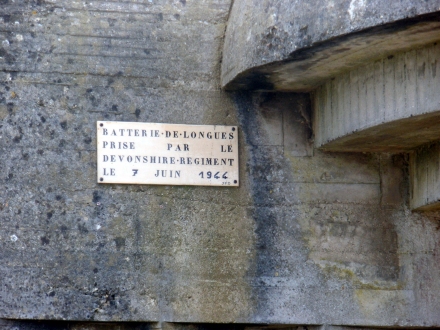 BATTERIE·DE·LONGUES
PRISE PAR LE
DEVONSHIRE·REGIMENT
LE 7 JUIN 1944